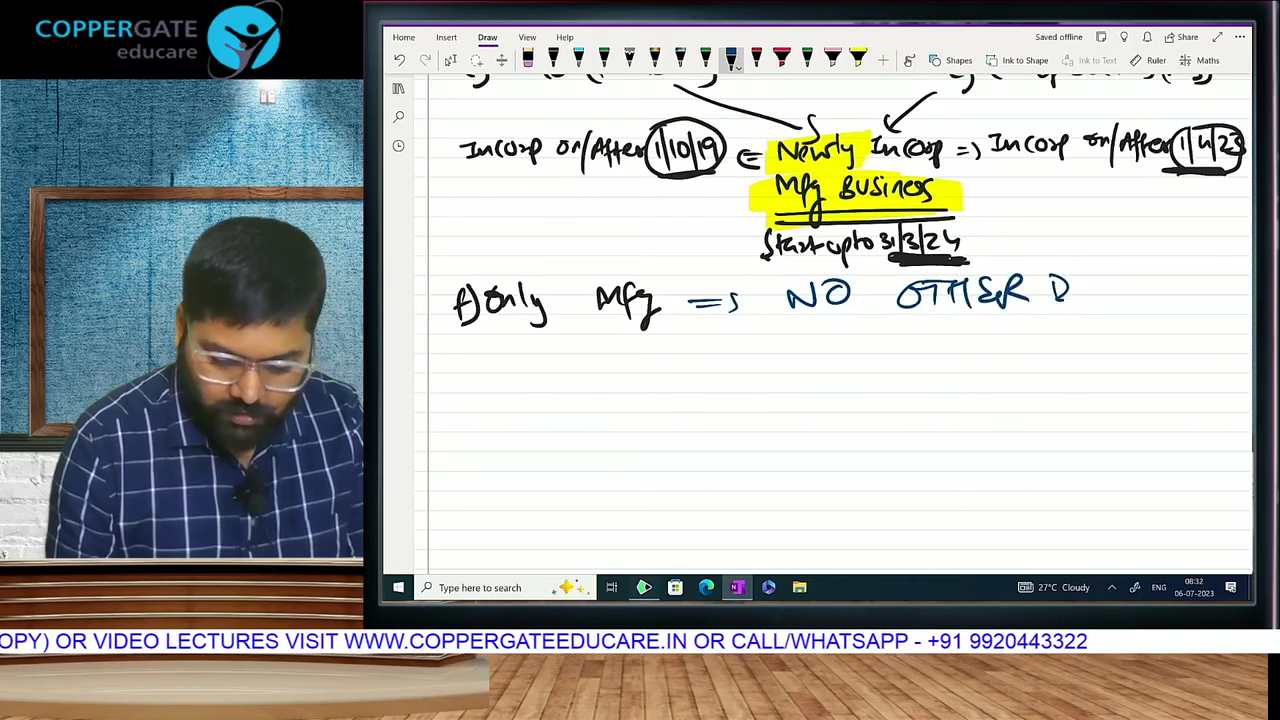 COPPERGATE
educare
Home Insert Draw View Help
Saved offline Share
Shapes Ink to Shape Ink to Text Ruler Maths
Incorp on/After 1/10/19 <= Newly Incorp => Incorp on/After 1/4/23
Mfg Business
Start upto 31/3/24
f) Only Mfg => NO OTHER
Type here to search
27°C Cloudy ENG 08:32
06-07-2023
OPY) OR VIDEO LECTURES VISIT WWW.COPPERGATEEDUCARE.IN OR CALL/WHATSAPP - +91 9920443322